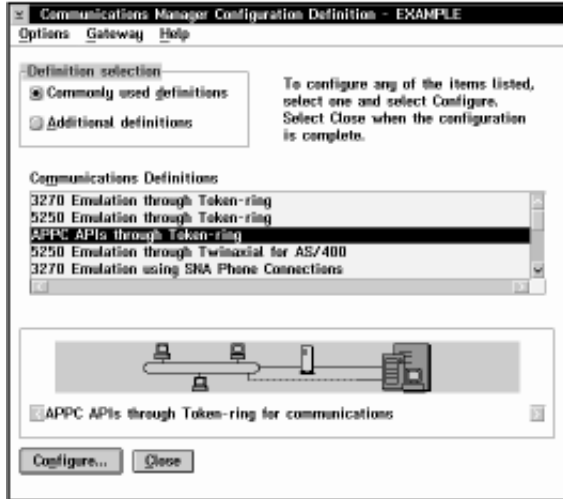 Communications Manager Configuration Definition - EXAMPLE
Options Gateway Help
Definition selection
Commonly used definitions
Additional definitions
To configure any of the items listed,
select one and select Configure.
Select Close when the configuration
is complete.
Communications Definitions
3270 Emulation through Token-ring
5250 Emulation through Token-ring
APPC APIs through Token-ring
5250 Emulation through Twinaxial for AS/400
3270 Emulation using SNA Phone Connections
APPC APIs through Token-ring for communications
Configure... Close